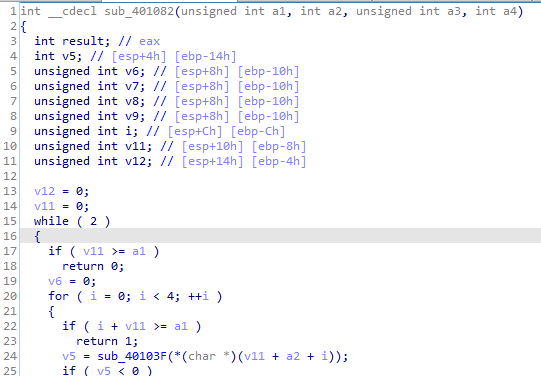 1 int __cdecl sub_401082(unsigned int a1, int a2, unsigned int a3, int a4)
2 {
3 int result; // eax
4 int v5; // [esp+4h] [ebp-14h]
5 unsigned int v6; // [esp+8h] [ebp-10h]
6 unsigned int v7; // [esp+8h] [ebp-10h]
7 unsigned int v8; // [esp+8h] [ebp-10h]
8 unsigned int v9; // [esp+8h] [ebp-10h]
9 unsigned int i; // [esp+Ch] [ebp-Ch]
10 unsigned int v11; // [esp+10h] [ebp-8h]
11 unsigned int v12; // [esp+14h] [ebp-4h]
12
13 v12 = 0;
14 v11 = 0;
15 while ( 2 )
16 {
17 if ( v11 >= a1 )
18 return 0;
19 v6 = 0;
20 for ( i = 0; i < 4; ++i )
21 {
22 if ( i + v11 >= a1 )
23 return 1;
24 v5 = sub_40103F(*(char *)(v11 + a2 + i));
25 if ( v5 < 0 )